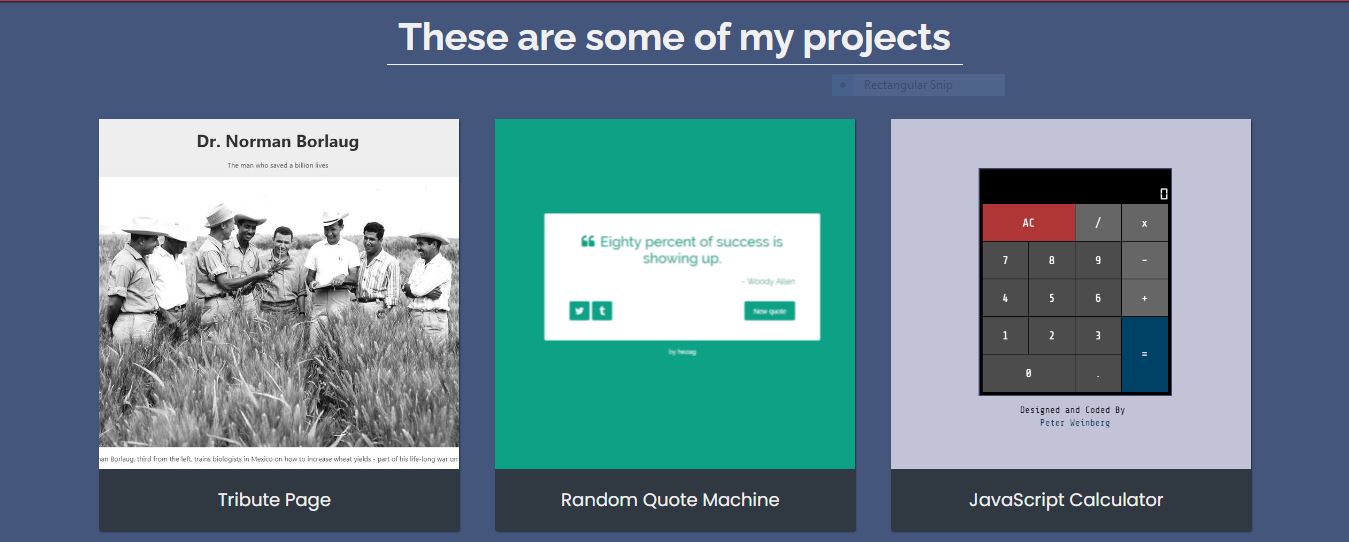 These are some of my projects
Rectangular Snip
Dr. Norman Borlaug
The man who saved a billion lives
an Borlaug, third from the left, trains biologists in Mexico on how to increase wheat yields - part of his life-long war on
Tribute Page
Eighty percent of success is
showing up.
- Woody Allen
New quote
by hezag
Random Quote Machine
0
AC / x
7 8 9 -
4 5 6 +
1 2 3
=
0 .
Designed and Coded By
Peter Weinberg
JavaScript Calculator